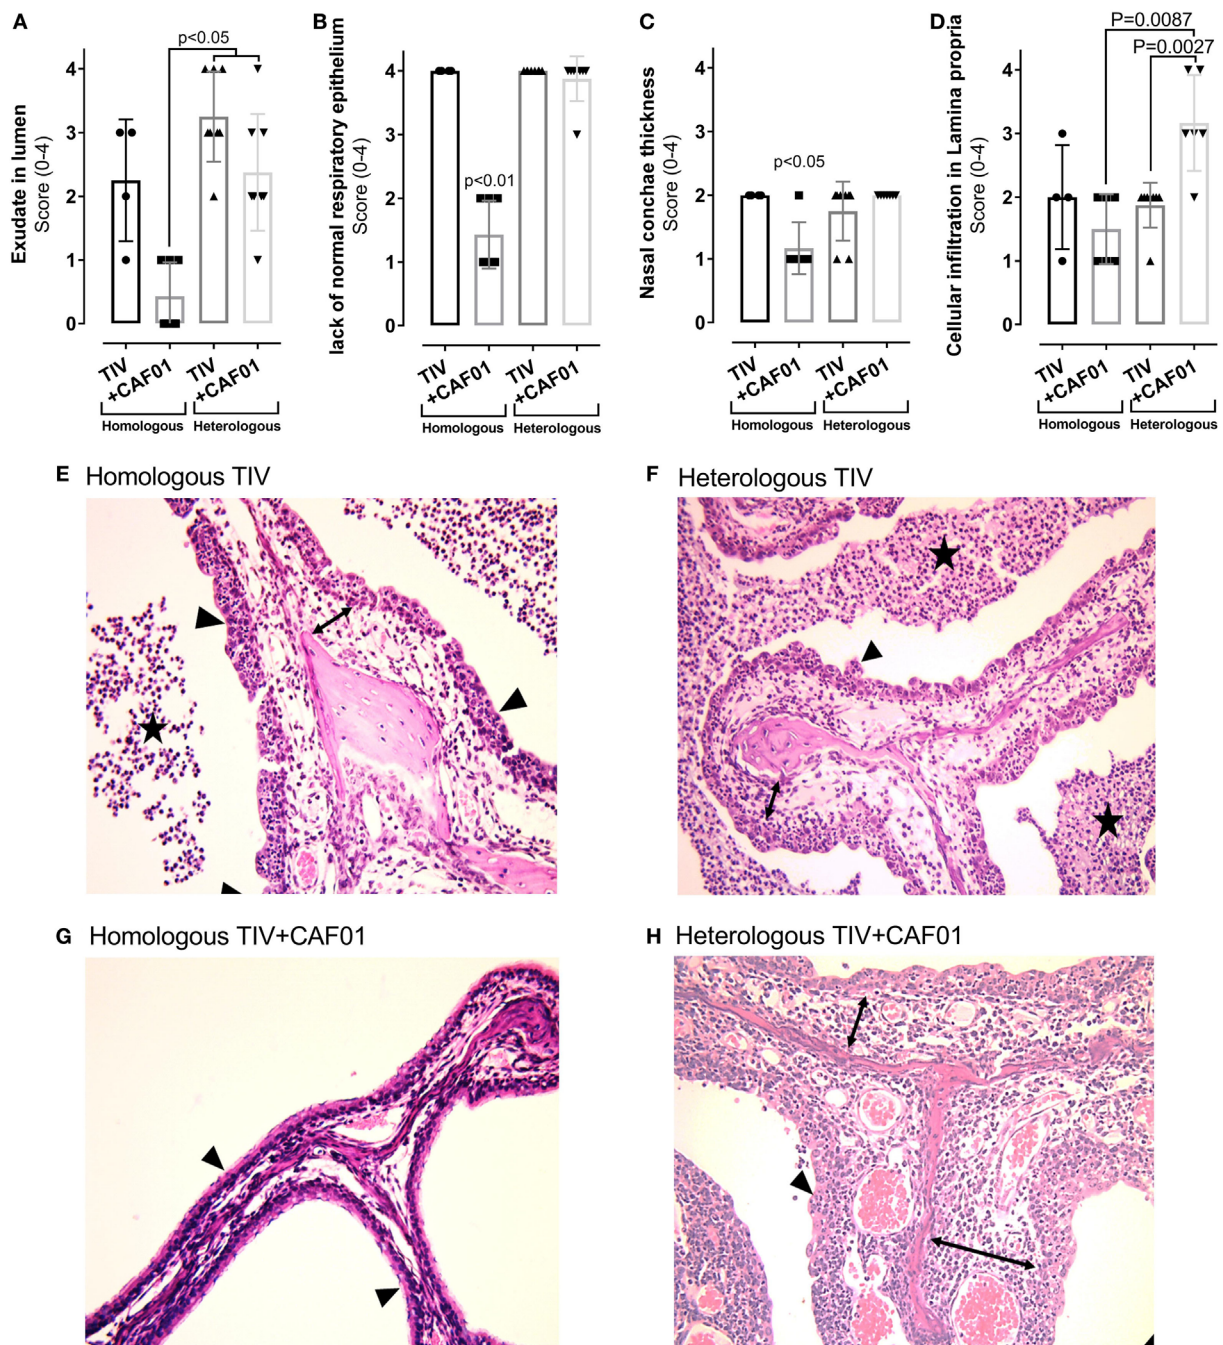 A
Exudate in lumen
Score (0-4)
p<0.05
4
3
2
1
0
TIV
+CAF01
TIV
+CAF01
Homologous
Heterologous
B
lack of normal respiratory epithelium
Score (0-4)
p<0.01
4
3
2
1
0
TIV
+CAF01
TIV
+CAF01
Homologous
Heterologous
C
Nasal conchae thickness
Score (0-4)
p<0.05
4
3
2
1
0
TIV
+CAF01
TIV
+CAF01
Homologous
Heterologous
D
Cellular infiltration in Lamina propria
Score (0-4)
P=0.0087
P=0.0027
4
3
2
1
0
TIV
+CAF01
TIV
+CAF01
Homologous
Heterologous
E Homologous TIV
F Heterologous TIV
G Homologous TIV+CAF01
H Heterologous TIV+CAF01